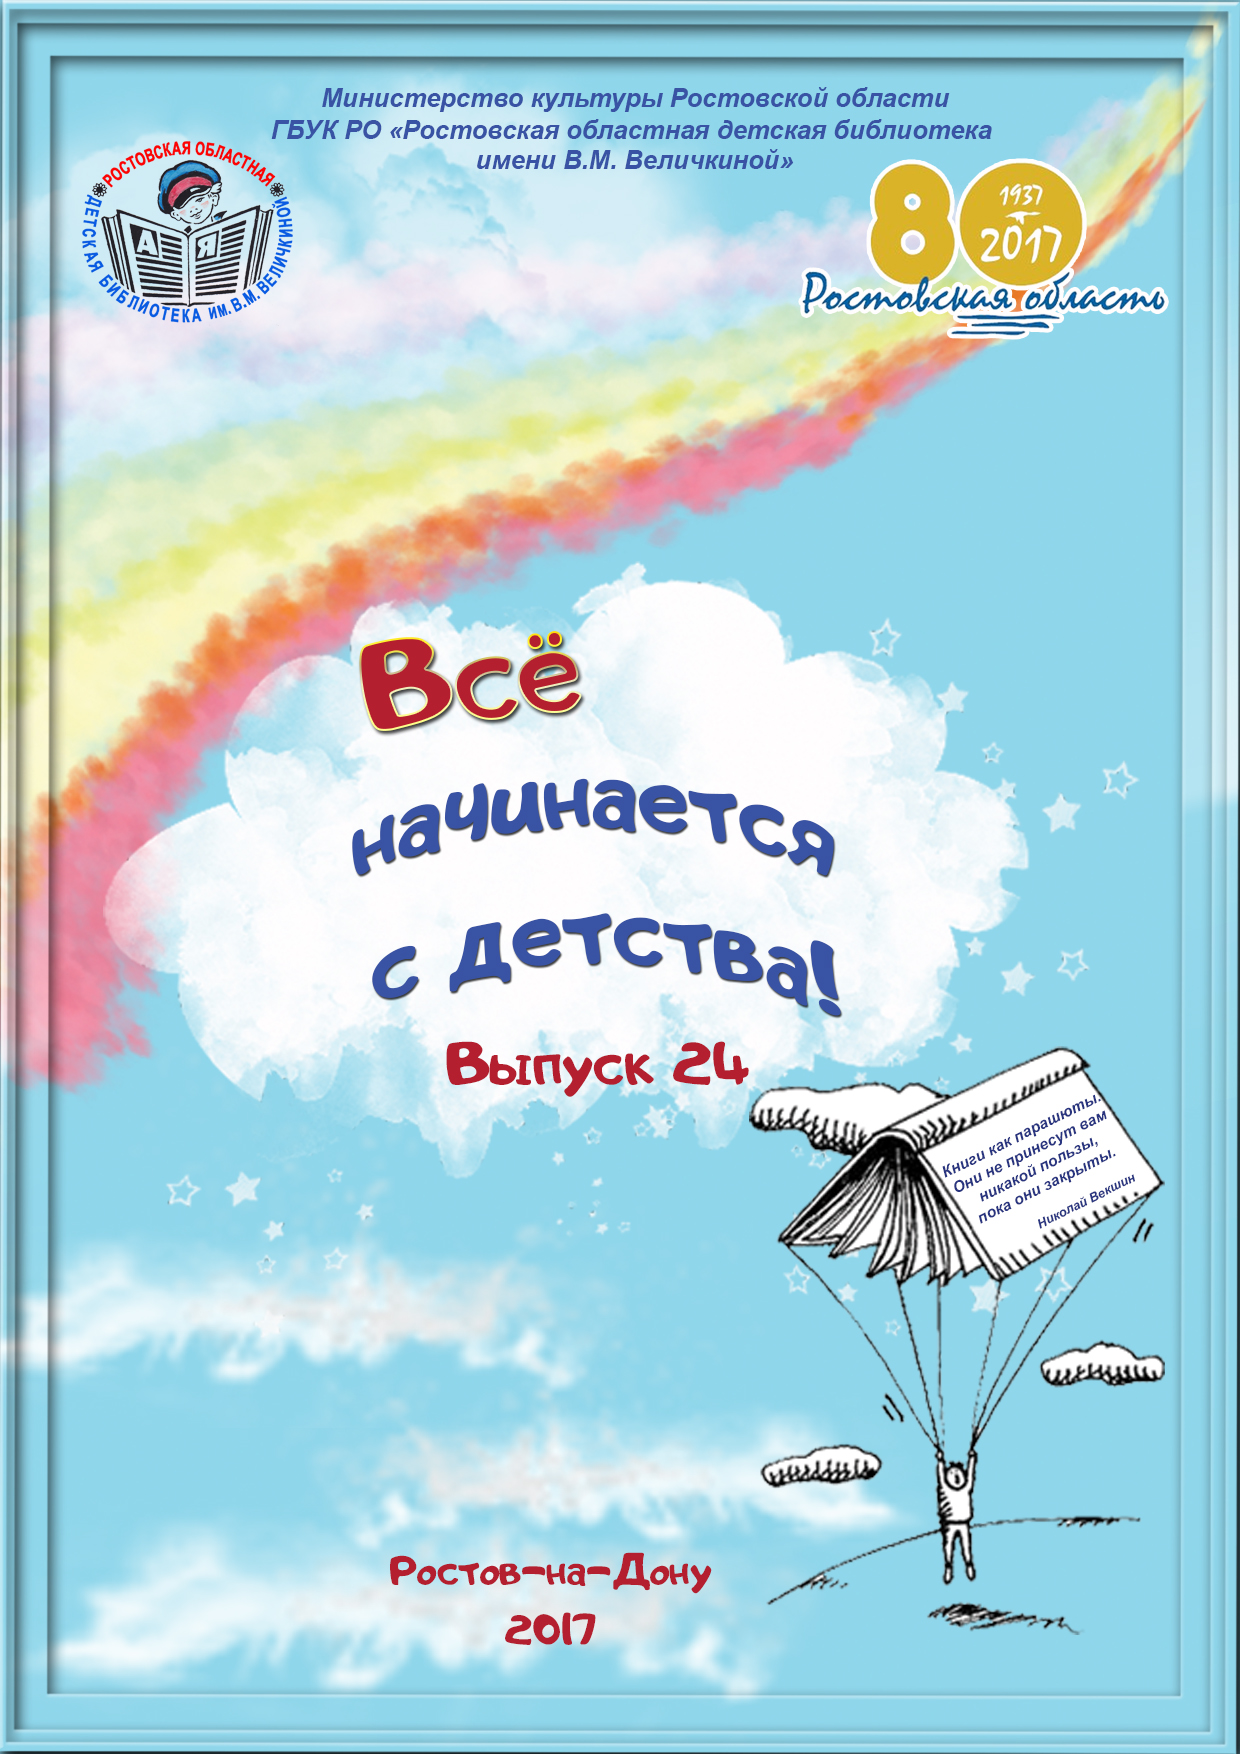 Министерство культуры Ростовской области
ГБУК РО «Ростовская областная детская библиотека
имени В.М. Величкиной»
РОСТОВСКАЯ ОБЛАСТНАЯ
ДЕТСКАЯ БИБЛИОТЕКА ИМ. В.М. ВЕЛИЧКИНОЙ
А Я
80
1937
2017
Ростовская область
Всё
начинается
с детства!
Выпуск 24
Книги как парашюты.
Они не принесут вам
никакой пользы,
пока они закрыты.
Николай Векшин
Ростов-на-Дону
2017